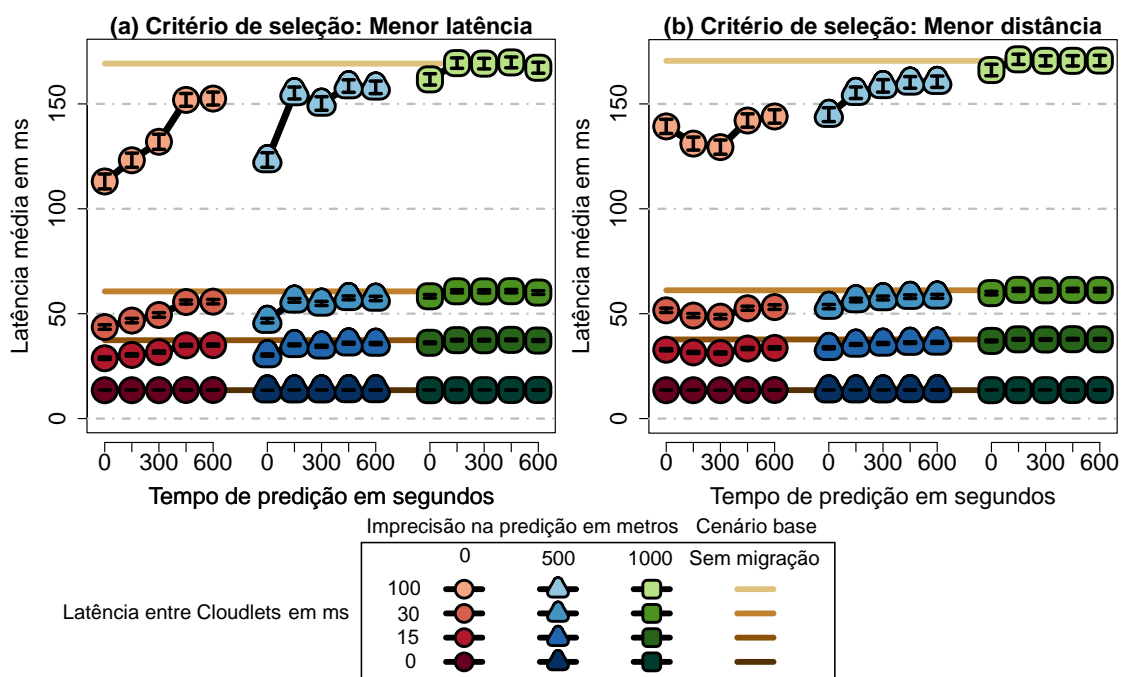 (a) Critério de seleção: Menor latência
Latência média em ms
0
50
100
150
0 300 600 0 300 600 0 300 600
Tempo de predição em segundos
(b) Critério de seleção: Menor distância
Latência média em ms
0
50
100
150
0 300 600 0 300 600 0 300 600
Tempo de predição em segundos
Imprecisão na predição em metros Cenário base
0 500 1000 Sem migração
Latência entre Cloudlets em ms
100
30
15
0